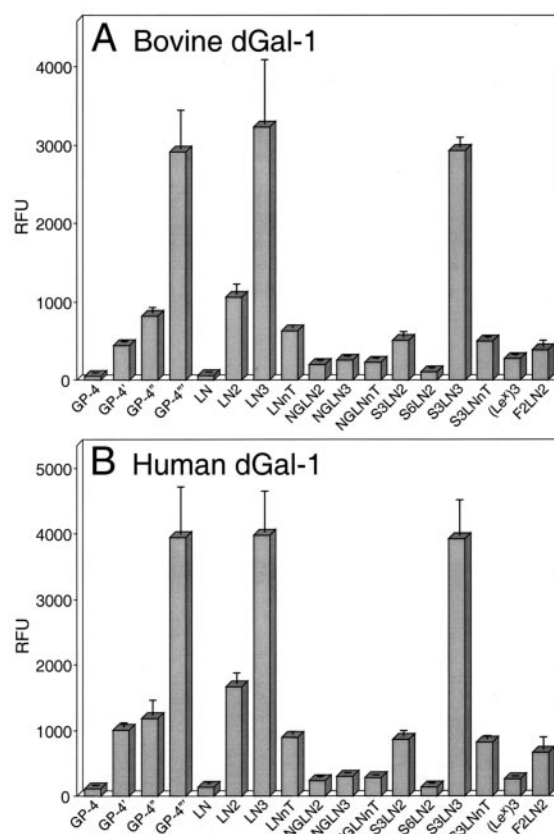 A Bovine dGal-1
4000
3000
2000
1000
0
RFU
GP-4 GP-4' GP-4'' GP-4''' LN LN2 LN3 LNnT NGLN2 NGLN3 NGLNnT S3LN2 S6LN2 S3LN3 S3LNnT (Leˣ)3 F2LN2
B Human dGal-1
5000
4000
3000
2000
1000
0
RFU
GP-4 GP-4' GP-4'' GP-4''' LN LN2 LN3 LNnT NGLN2 NGLN3 NGLNnT S3LN2 S6LN2 S3LN3 S3LNnT (Leˣ)3 F2LN2